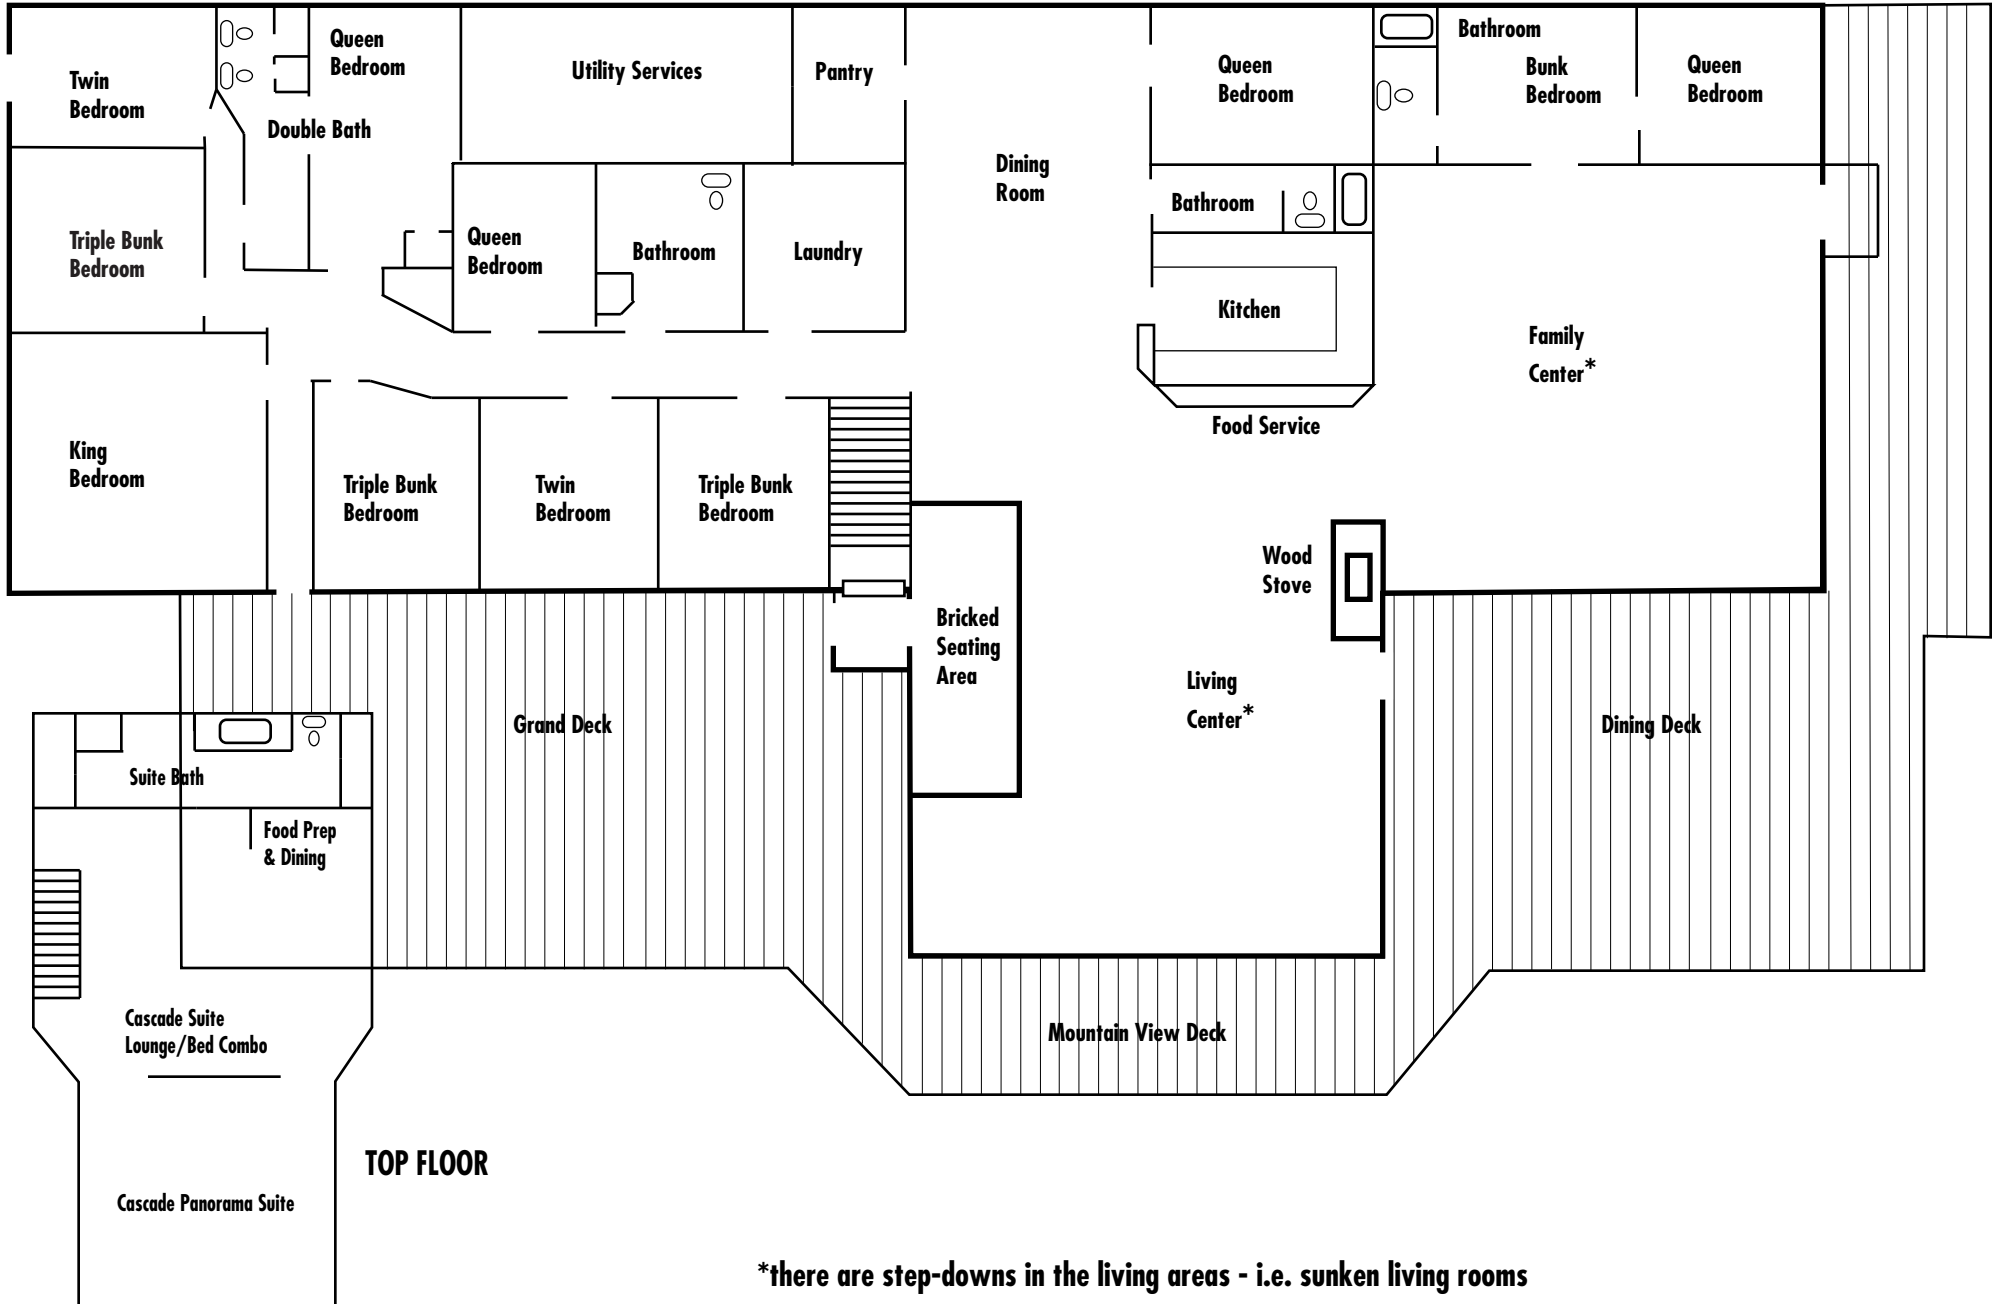 Twin
Bedroom
Queen
Bedroom
Double Bath
Utility Services
Pantry
Dining
Room
Queen
Bedroom
Bathroom
Bunk
Bedroom
Queen
Bedroom
Triple Bunk
Bedroom
Queen
Bedroom
Bathroom
Laundry
Bathroom
Kitchen
Food Service
Family
Center*
King
Bedroom
Triple Bunk
Bedroom
Twin
Bedroom
Triple Bunk
Bedroom
Wood
Stove
Bricked
Seating
Area
Living
Center*
Grand Deck
Dining Deck
Suite Bath
Food Prep
& Dining
Cascade Suite
Lounge/Bed Combo
Mountain View Deck
TOP FLOOR
Cascade Panorama Suite
*there are step-downs in the living areas - i.e. sunken living rooms